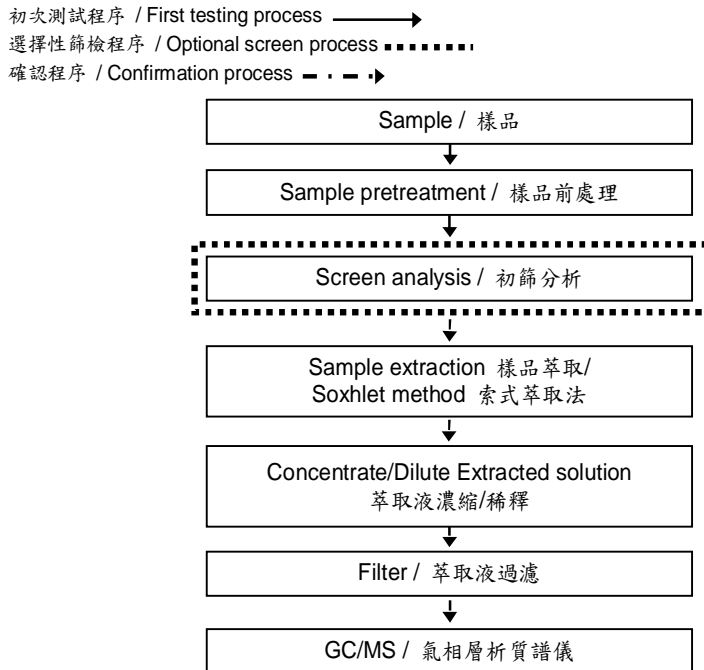 初次測試程序 / First testing process
選擇性篩檢程序 / Optional screen process
確認程序 / Confirmation process
Sample / 樣品
Sample pretreatment / 樣品前處理
Screen analysis / 初篩分析
Sample extraction 樣品萃取/
Soxhlet method 索式萃取法
Concentrate/Dilute Extracted solution
萃取液濃縮/稀釋
Filter / 萃取液過濾
GC/MS / 氣相層析質譜儀